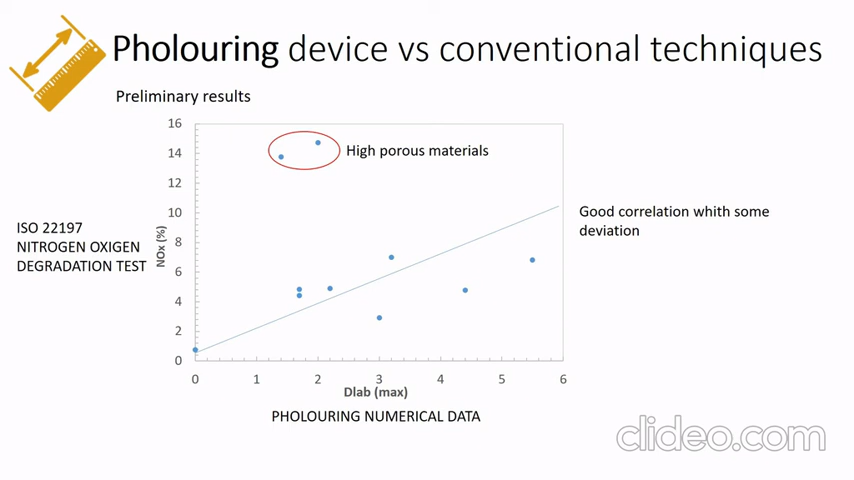 Pholouring device vs conventional techniques
Preliminary results
16
14
12
10
8
6
4
2
0
NOx (%)
High porous materials
ISO 22197
NITROGEN OXIGEN
DEGRADATION TEST
Good correlation whith some
deviation
0 1 2 3 4 5 6
Dlab (max)
PHOLOURING NUMERICAL DATA
clideo.com